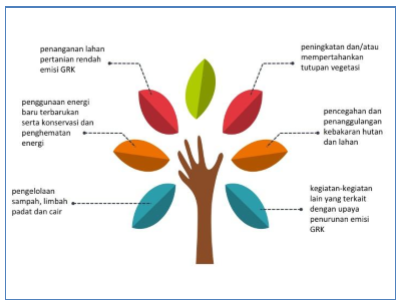 penanganan lahan
pertanian rendah
emisi GRK
peningkatan dan/atau
mempertahankan
tutupan vegetasi
penggunaan energi
baru terbarukan
serta konservasi dan
penghematan
energi
pencegahan dan
penanggulangan
kebakaran hutan
dan lahan
pengelolaan
sampah, limbah
padat dan cair
kegiatan-kegiatan
lain yang terkait
dengan upaya
penurunan emisi
GRK